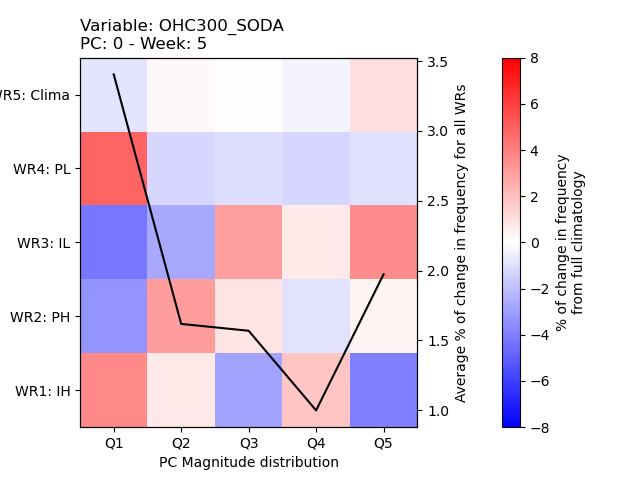 Variable: OHC300_SODA
PC: 0 - Week: 5
WR5: Clima
WR4: PL
WR3: IL
WR2: PH
WR1: IH
Q1 Q2 Q3 Q4 Q5
PC Magnitude distribution
3.5
3.0
2.5
2.0
1.5
1.0
Average % of change in frequency for all WRs
8
6
4
2
0
−2
−4
−6
−8
% of change in frequency
from full climatology